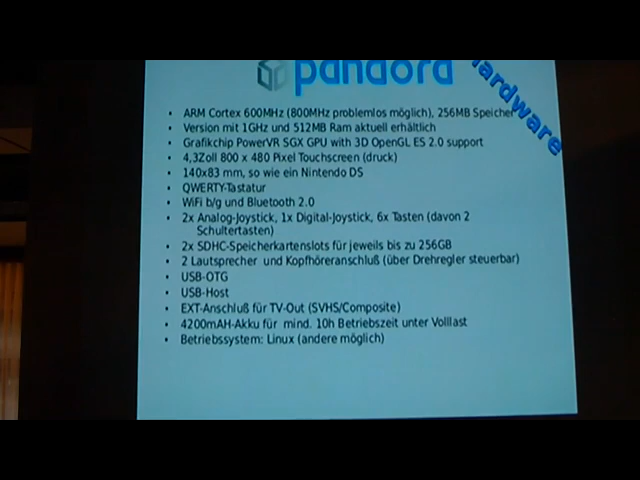 pandora
Hardware
• ARM Cortex 600MHz (800MHz problemlos möglich), 256MB Speicher
• Version mit 1GHz und 512MB Ram aktuell erhältlich
• Grafikchip PowerVR SGX GPU with 3D OpenGL ES 2.0 support
• 4,3Zoll 800 x 480 Pixel Touchscreen (druck)
• 140x83 mm, so wie ein Nintendo DS
• QWERTY-Tastatur
• WiFi b/g und Bluetooth 2.0
• 2x Analog-Joystick, 1x Digital-Joystick, 6x Tasten (davon 2
Schultertasten)
• 2x SDHC-Speicherkartenslots für jeweils bis zu 256GB
• 2 Lautsprecher und Kopfhöreranschluß (über Drehregler steuerbar)
• USB-OTG
• USB-Host
• EXT-Anschluß für TV-Out (SVHS/Composite)
• 4200mAH-Akku für mind. 10h Betriebszeit unter Volllast
• Betriebssystem: Linux (andere möglich)